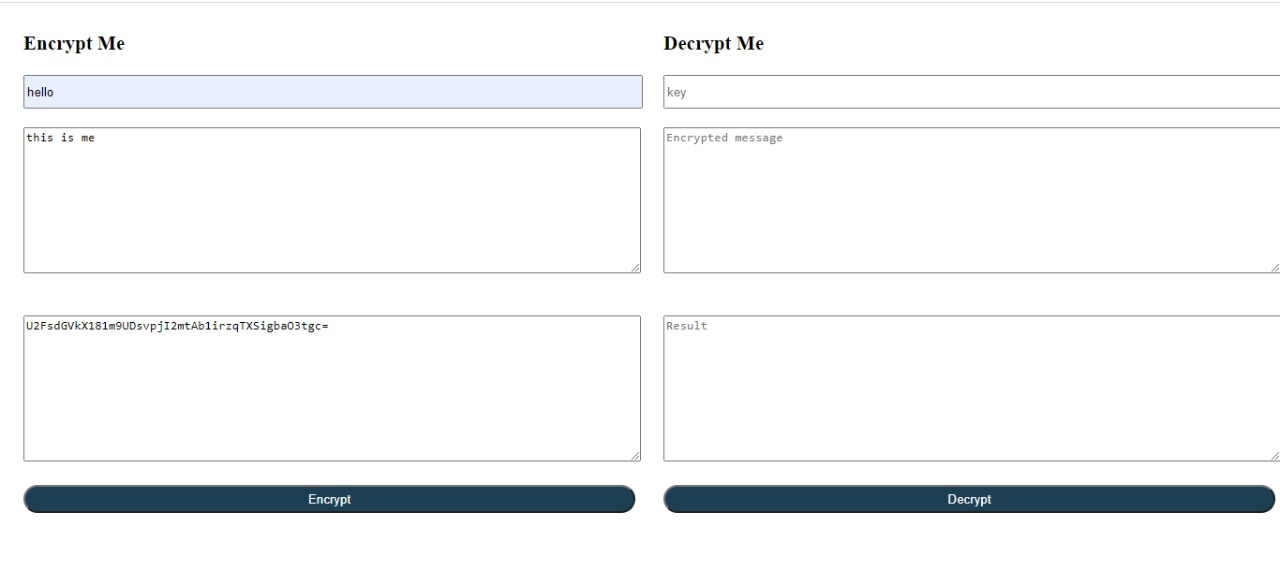 Encrypt Me
hello
this is me
U2FsdGVkX181m9UDsvpjI2mtAb1irzqTXSigbaO3tgc=
Encrypt
Decrypt Me
key
Encrypted message
Result
Decrypt